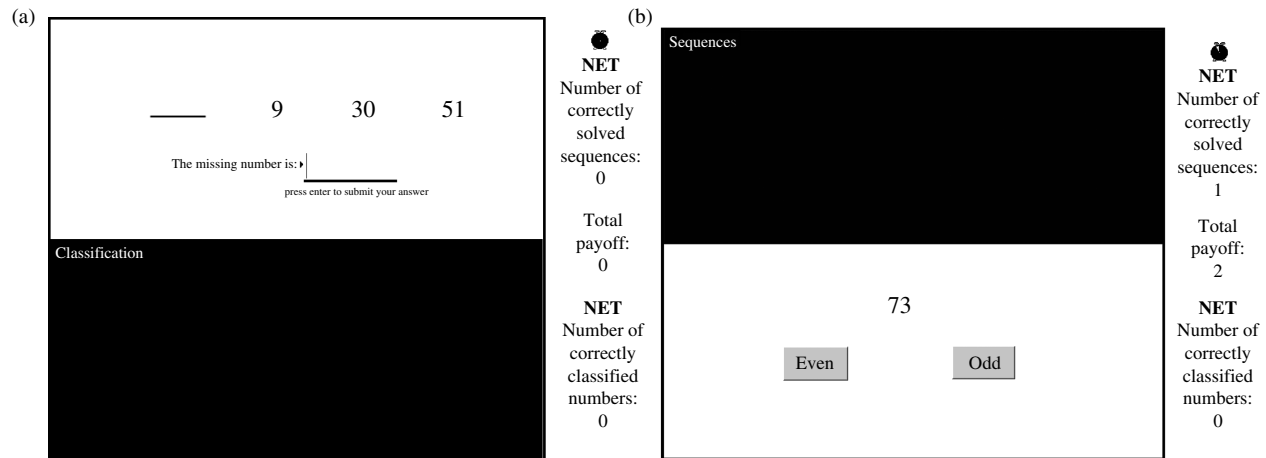 (a)
9 30 51
The missing number is:
press enter to submit your answer
Classification
NET
Number of
correctly
solved
sequences:
0
Total
payoff:
0
NET
Number of
correctly
classified
numbers:
0
(b)
Sequences
73
Even Odd
NET
Number of
correctly
solved
sequences:
1
Total
payoff:
2
NET
Number of
correctly
classified
numbers:
0